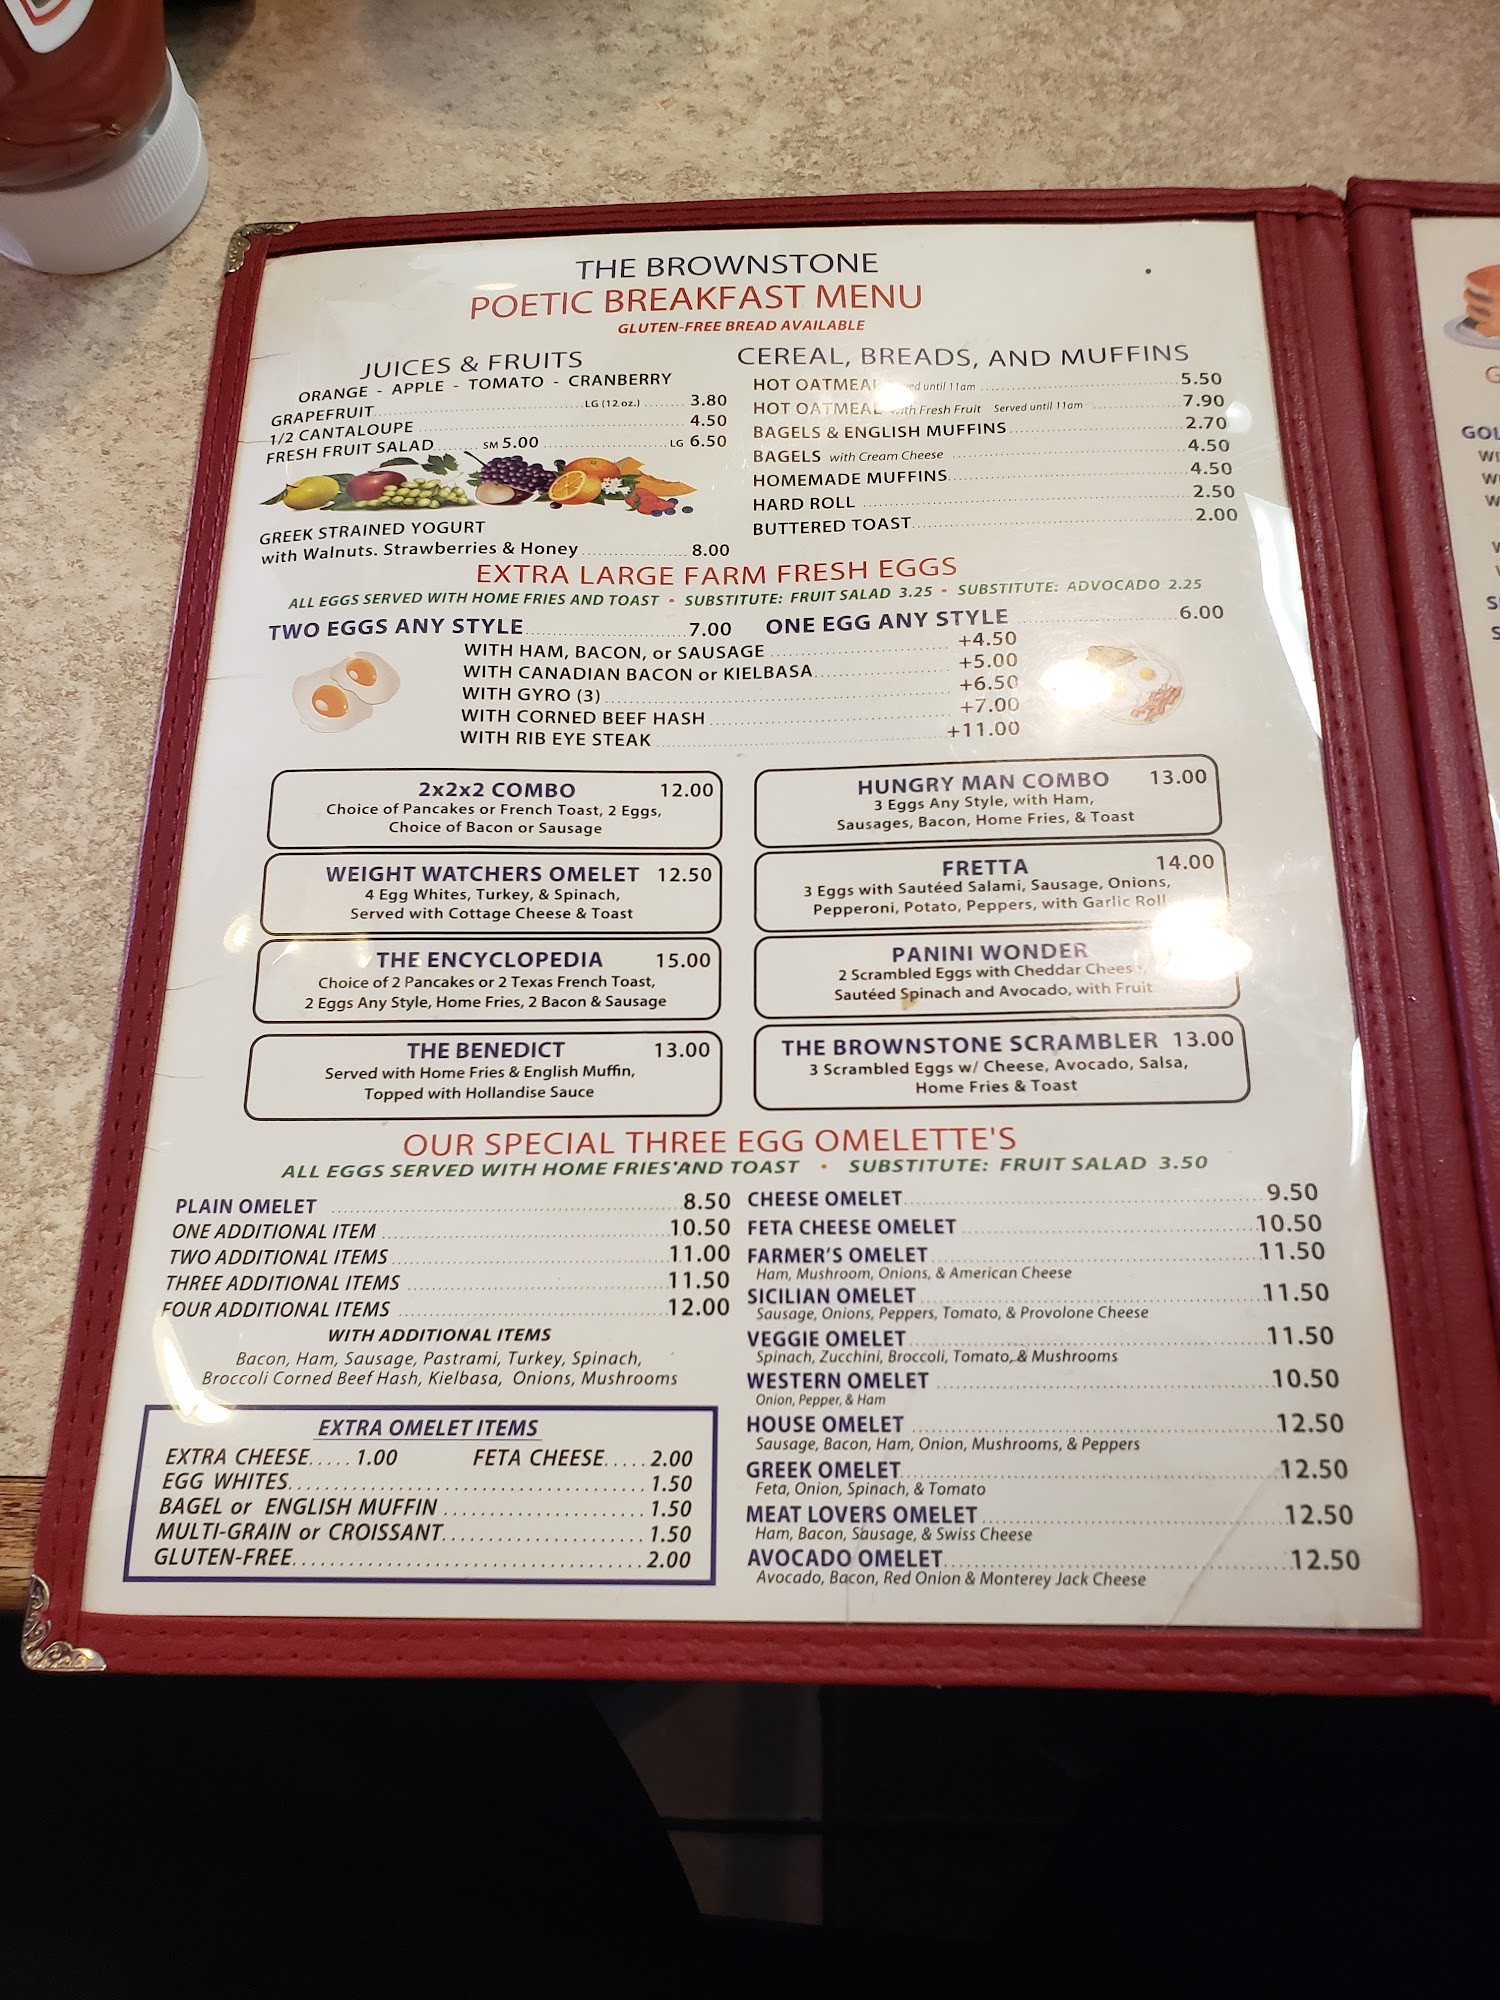 THE BROWNSTONE
POETIC BREAKFAST MENU
GLUTEN-FREE BREAD AVAILABLE
JUICES & FRUITS
ORANGE - APPLE - TOMATO - CRANBERRY
GRAPEFRUIT LG (12 oz.) 3.80
1/2 CANTALOUPE 4.50
FRESH FRUIT SALAD SM 5.00 LG 6.50
GREEK STRAINED YOGURT
with Walnuts. Strawberries & Honey 8.00
CEREAL, BREADS, AND MUFFINS
HOT OATMEAL until 11am 5.50
HOT OATMEAL with Fresh Fruit Served until 11am 7.90
BAGELS & ENGLISH MUFFINS 2.70
BAGELS with Cream Cheese 4.50
HOMEMADE MUFFINS 4.50
HARD ROLL 2.50
BUTTERED TOAST 2.00
EXTRA LARGE FARM FRESH EGGS
ALL EGGS SERVED WITH HOME FRIES AND TOAST • SUBSTITUTE: FRUIT SALAD 3.25 • SUBSTITUTE: ADVOCADO 2.25
TWO EGGS ANY STYLE 7.00 ONE EGG ANY STYLE 6.00
WITH HAM, BACON, or SAUSAGE +4.50
WITH CANADIAN BACON or KIELBASA +5.00
WITH GYRO (3) +6.50
WITH CORNED BEEF HASH +7.00
WITH RIB EYE STEAK +11.00
2x2x2 COMBO 12.00
Choice of Pancakes or French Toast, 2 Eggs,
Choice of Bacon or Sausage
HUNGRY MAN COMBO 13.00
3 Eggs Any Style, with Ham,
Sausages, Bacon, Home Fries, & Toast
WEIGHT WATCHERS OMELET 12.50
4 Egg Whites, Turkey, & Spinach,
Served with Cottage Cheese & Toast
FRETTA 14.00
3 Eggs with Sautéed Salami, Sausage, Onions,
Pepperoni, Potato, Peppers, with Garlic Roll
THE ENCYCLOPEDIA 15.00
Choice of 2 Pancakes or 2 Texas French Toast,
2 Eggs Any Style, Home Fries, 2 Bacon & Sausage
PANINI WONDER
2 Scrambled Eggs with Cheddar Cheese,
Sautéed Spinach and Avocado, with Fruit
THE BENEDICT 13.00
Served with Home Fries & English Muffin,
Topped with Hollandise Sauce
THE BROWNSTONE SCRAMBLER 13.00
3 Scrambled Eggs w/ Cheese, Avocado, Salsa,
Home Fries & Toast
OUR SPECIAL THREE EGG OMELETTE'S
ALL EGGS SERVED WITH HOME FRIES AND TOAST • SUBSTITUTE: FRUIT SALAD 3.50
PLAIN OMELET 8.50
ONE ADDITIONAL ITEM 10.50
TWO ADDITIONAL ITEMS 11.00
THREE ADDITIONAL ITEMS 11.50
FOUR ADDITIONAL ITEMS 12.00
WITH ADDITIONAL ITEMS
Bacon, Ham, Sausage, Pastrami, Turkey, Spinach,
Broccoli Corned Beef Hash, Kielbasa, Onions, Mushrooms
EXTRA OMELET ITEMS
EXTRA CHEESE..... 1.00 FETA CHEESE..... 2.00
EGG WHITES 1.50
BAGEL or ENGLISH MUFFIN 1.50
MULTI-GRAIN or CROISSANT 1.50
GLUTEN-FREE 2.00
CHEESE OMELET 9.50
FETA CHEESE OMELET 10.50
FARMER'S OMELET 11.50
Ham, Mushroom, Onions, & American Cheese
SICILIAN OMELET 11.50
Sausage, Onions, Peppers, Tomato, & Provolone Cheese
VEGGIE OMELET 11.50
Spinach, Zucchini, Broccoli, Tomato, & Mushrooms
WESTERN OMELET 10.50
Onion, Pepper, & Ham
HOUSE OMELET 12.50
Sausage, Bacon, Ham, Onion, Mushrooms, & Peppers
GREEK OMELET 12.50
Feta, Onion, Spinach, & Tomato
MEAT LOVERS OMELET 12.50
Ham, Bacon, Sausage, & Swiss Cheese
AVOCADO OMELET 12.50
Avocado, Bacon, Red Onion & Monterey Jack Cheese